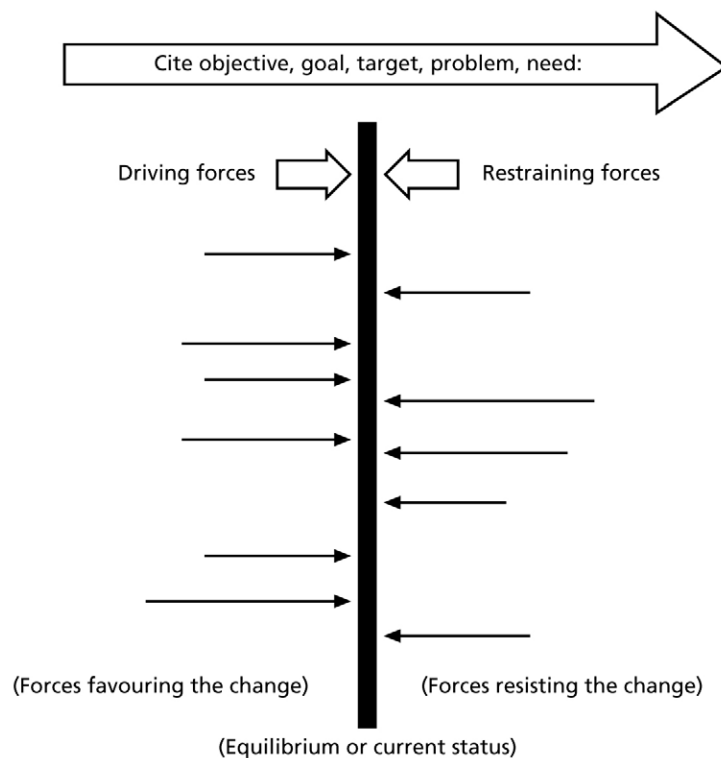 Cite objective, goal, target, problem, need:
Driving forces
Restraining forces
(Forces favouring the change)
(Forces resisting the change)
(Equilibrium or current status)